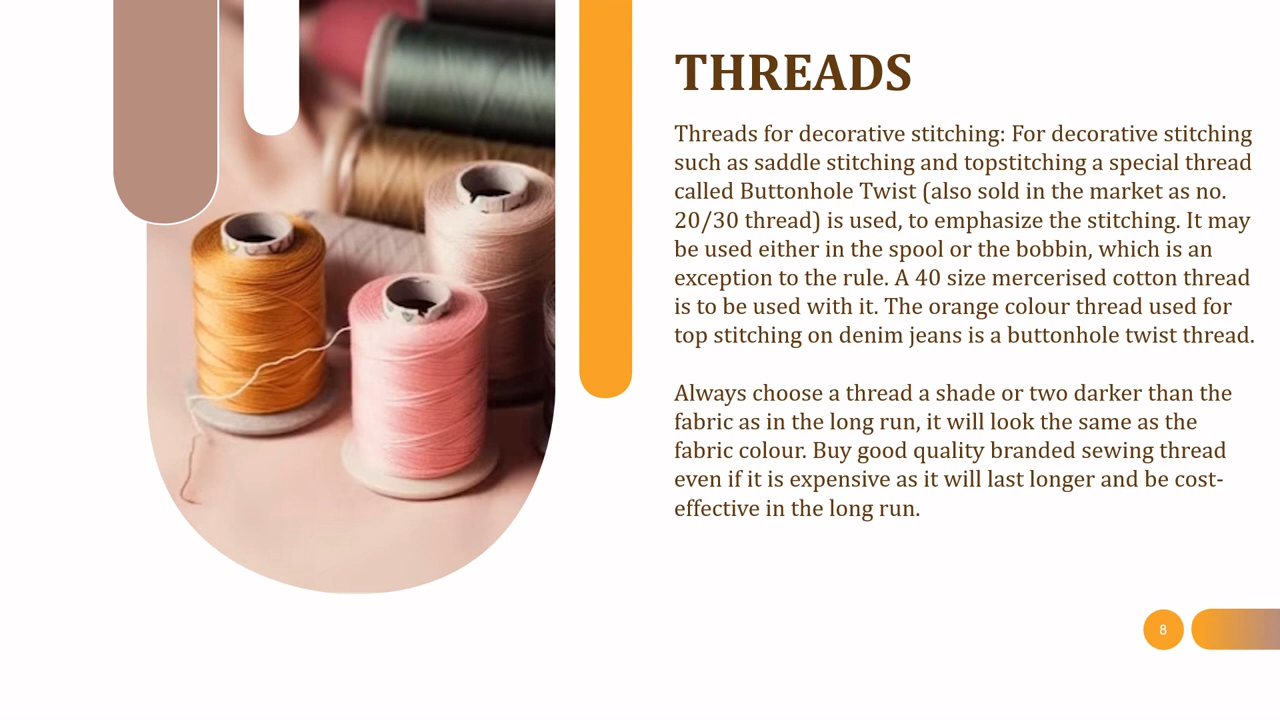 THREADS
Threads for decorative stitching: For decorative stitching
such as saddle stitching and topstitching a special thread
called Buttonhole Twist (also sold in the market as no.
20/30 thread) is used, to emphasize the stitching. It may
be used either in the spool or the bobbin, which is an
exception to the rule. A 40 size mercerised cotton thread
is to be used with it. The orange colour thread used for
top stitching on denim jeans is a buttonhole twist thread.
Always choose a thread a shade or two darker than the
fabric as in the long run, it will look the same as the
fabric colour. Buy good quality branded sewing thread
even if it is expensive as it will last longer and be cost-
effective in the long run.
8